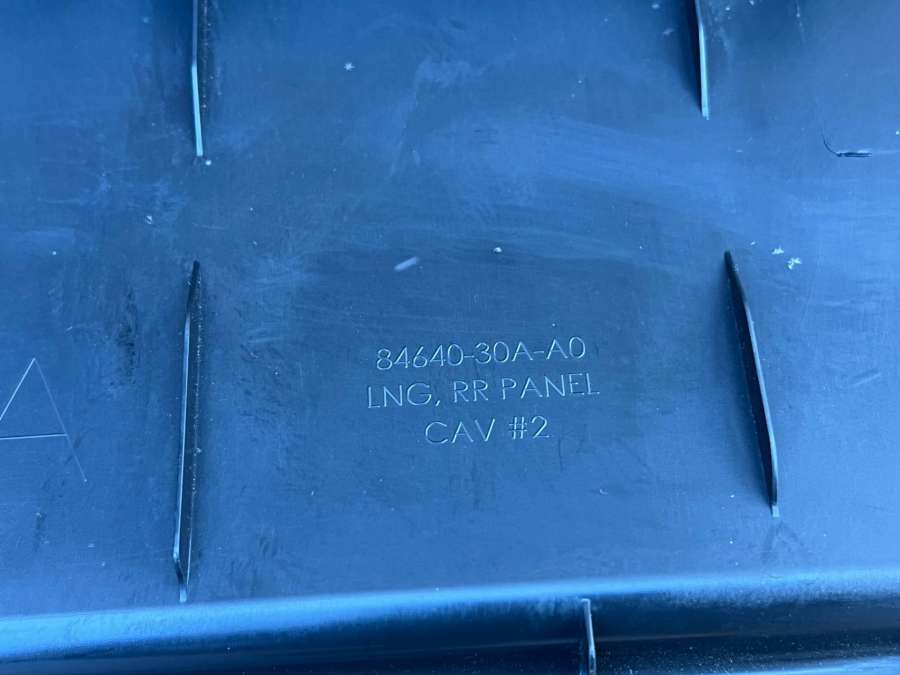 84640-30A-A0
LNG, RR PANEL
CAV #2
A